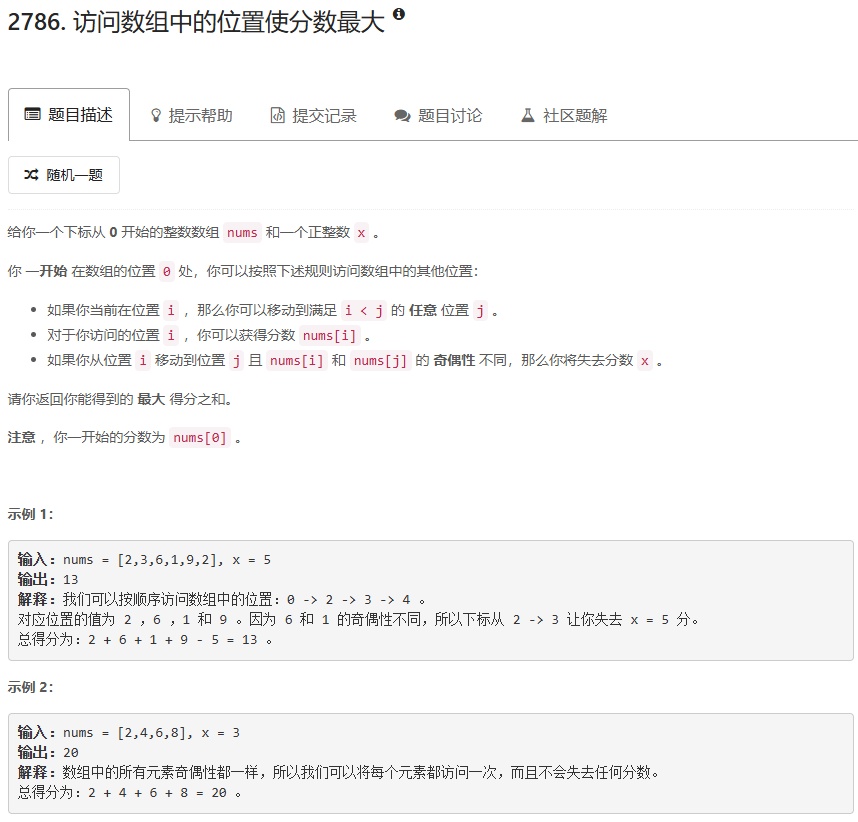 2786. 访问数组中的位置使分数最大
题目描述
提示帮助
提交记录
题目讨论
社区题解
随机一题
给你一个下标从 0 开始的整数数组 nums 和一个正整数 x 。
你 一开始 在数组的位置 0 处，你可以按照下述规则访问数组中的其他位置：
如果你当前在位置 i ，那么你可以移动到满足 i < j 的 任意 位置 j 。
对于你访问的位置 i ，你可以获得分数 nums[i] 。
如果你从位置 i 移动到位置 j 且 nums[i] 和 nums[j] 的 奇偶性 不同，那么你将失去分数 x 。
请你返回你能得到的 最大 得分之和。
注意 ，你一开始的分数为 nums[0] 。
示例 1：
输入：nums = [2,3,6,1,9,2], x = 5
输出：13
解释：我们可以按顺序访问数组中的位置：0 -> 2 -> 3 -> 4 。
对应位置的值为 2 ，6 ，1 和 9 。因为 6 和 1 的奇偶性不同，所以下标从 2 -> 3 让你失去 x = 5 分。
总得分为：2 + 6 + 1 + 9 - 5 = 13 。
示例 2：
输入：nums = [2,4,6,8], x = 3
输出：20
解释：数组中的所有元素奇偶性都一样，所以我们可以将每个元素都访问一次，而且不会失去任何分数。
总得分为：2 + 4 + 6 + 8 = 20 。